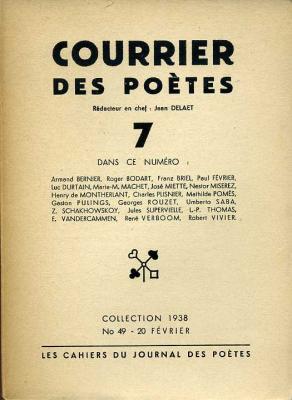 COURRIER
DES POÈTES
Rédacteur en chef : Jean DELAET
7
DANS CE NUMÉRO :
Armand BERNIER, Roger BODART, Franz BRIEL, Paul FÉVRIER,
Luc DURTAIN, Marie-M. MACHET, José MIETTE, Nestor MISEREZ,
Henry de MONTHERLANT, Charles PLISNIER, Mathilde POMÈS,
Gaston PULINGS, Georges ROUZET, Umberto SABA,
Z. SCHAKHOWSKOY, Jules SUPERVIELLE, L.-P. THOMAS,
E. VANDERCAMMEN, René VERBOOM, Robert VIVIER.
COLLECTION 1938
No 49 - 20 FÉVRIER
LES CAHIERS DU JOURNAL DES POÈTES